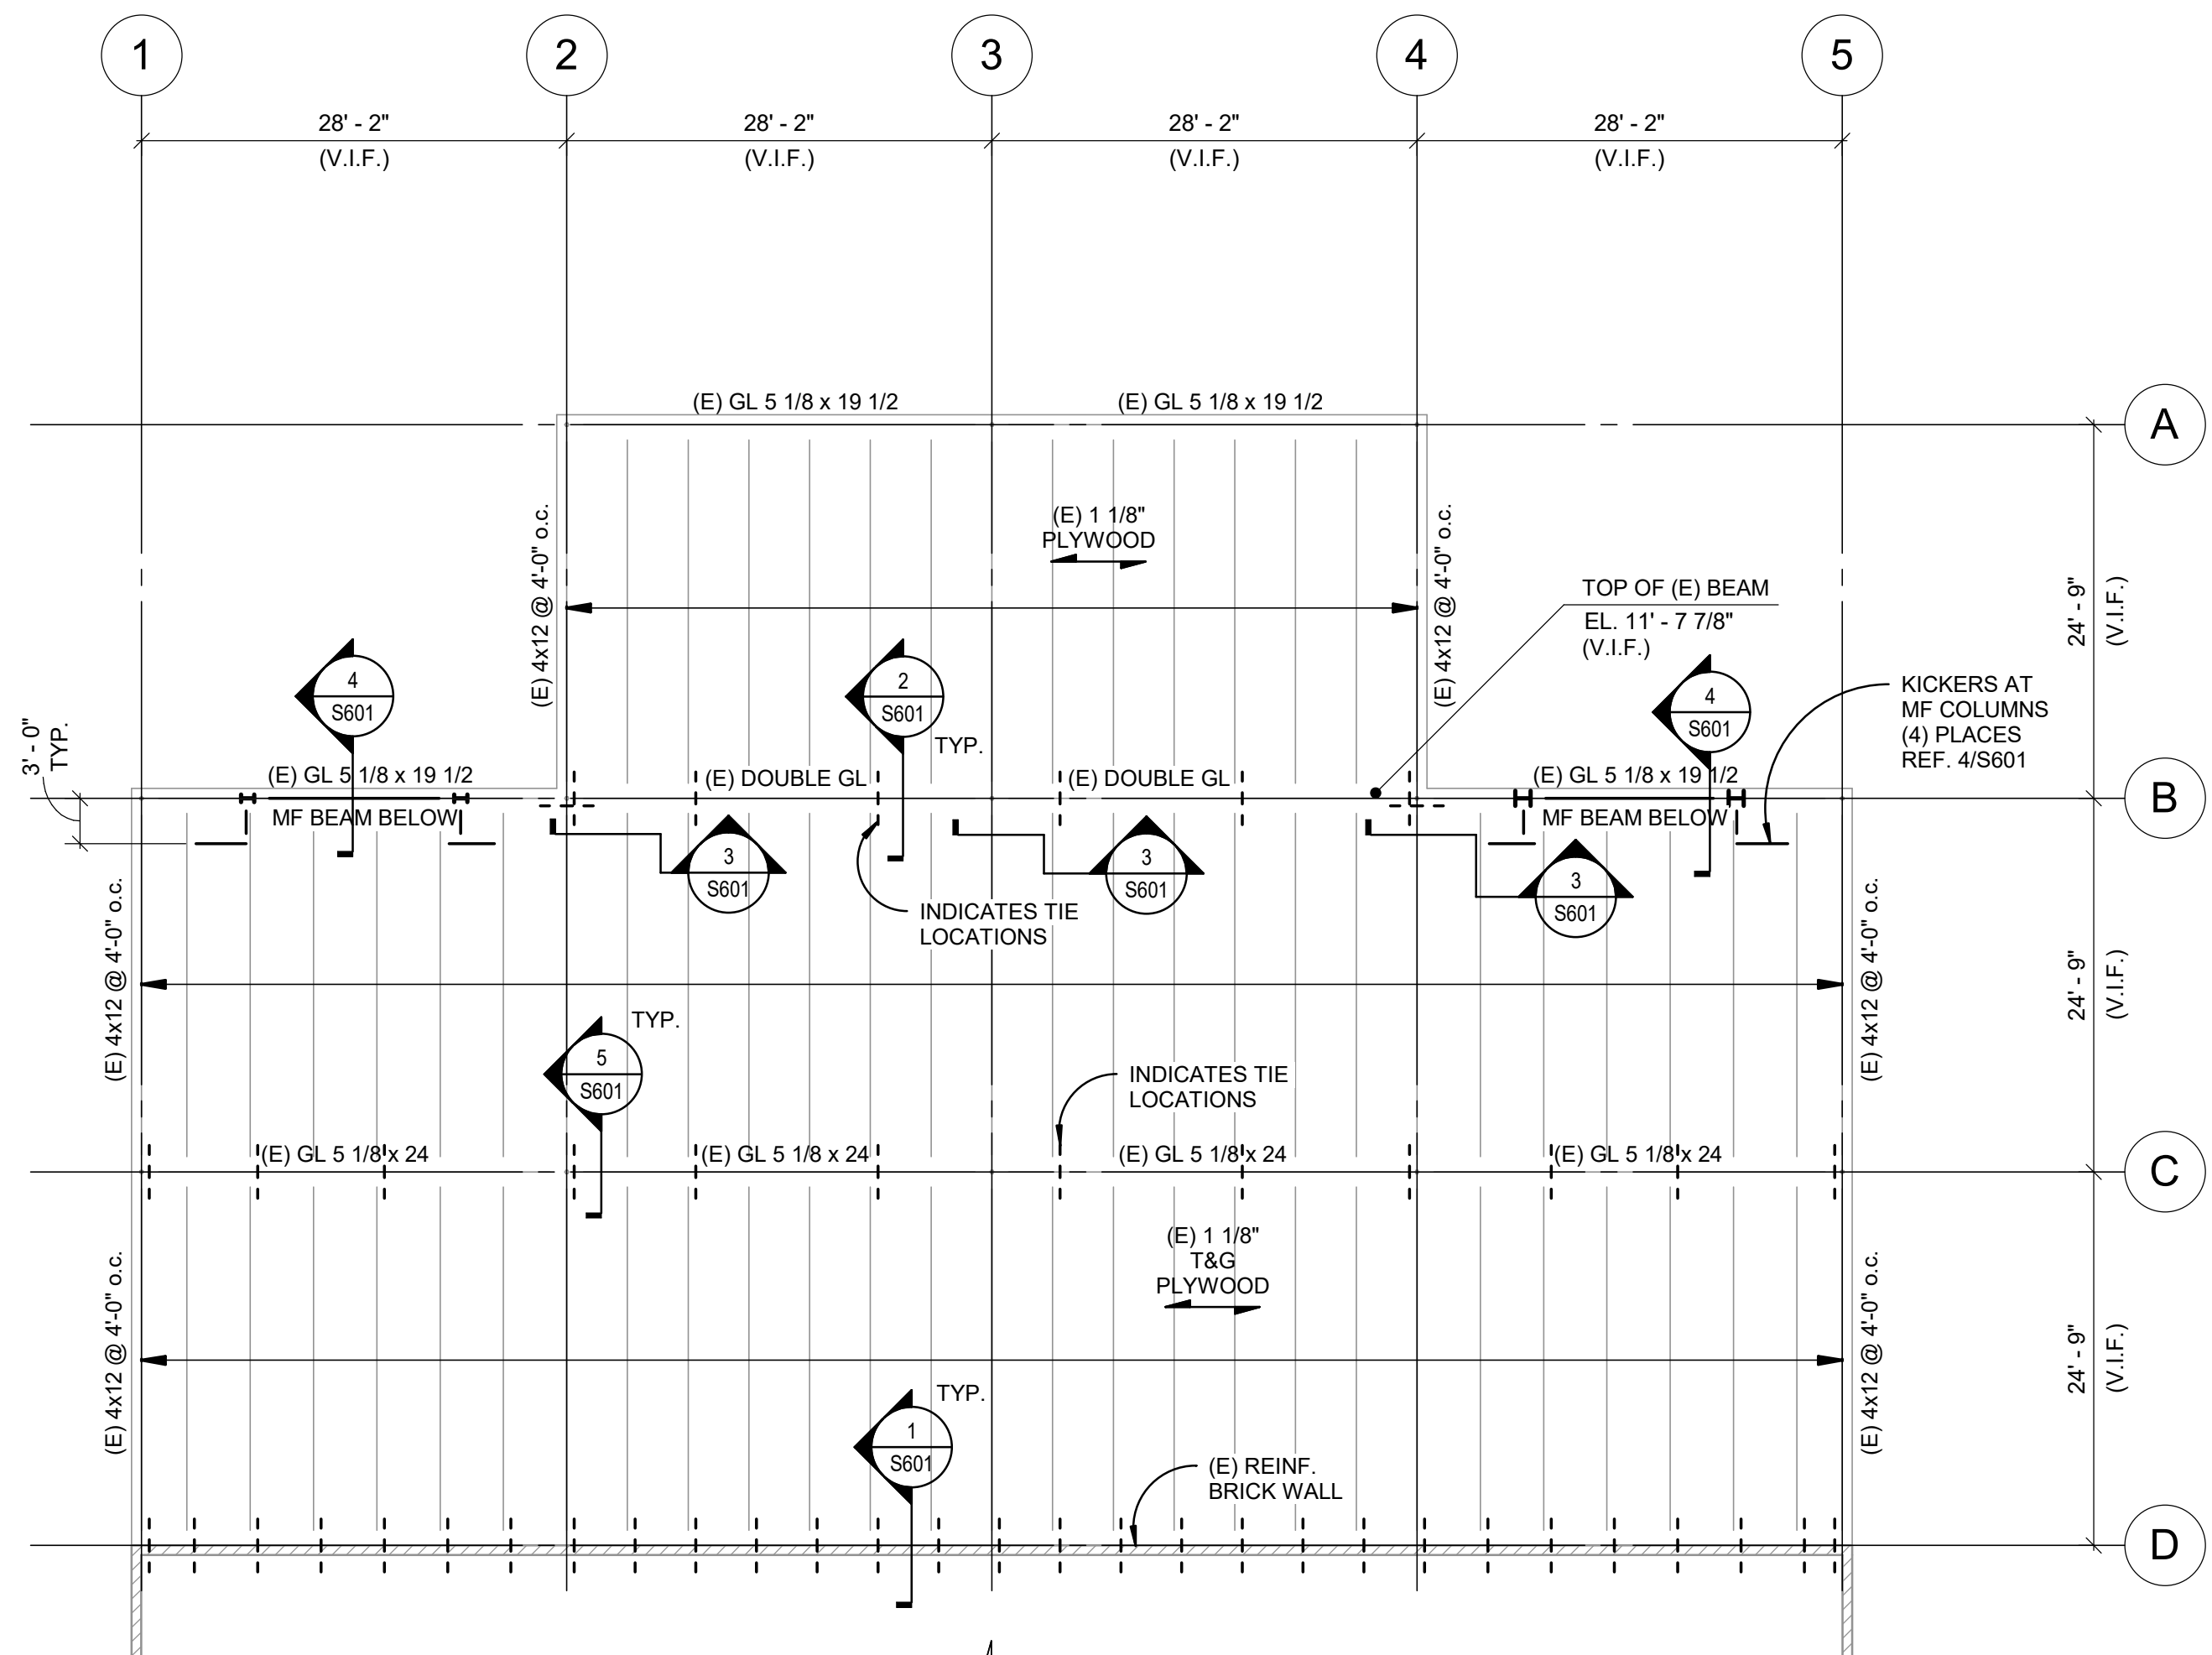 1
2
3
4
5
28' - 2"
(V.I.F.)
28' - 2"
(V.I.F.)
28' - 2"
(V.I.F.)
28' - 2"
(V.I.F.)
(E) GL 5 1/8 x 19 1/2
(E) GL 5 1/8 x 19 1/2
A
(E) 4x12 @ 4'-0" o.c.
(E) 1 1/8"
PLYWOOD
(E) 4x12 @ 4'-0" o.c.
TOP OF (E) BEAM
EL. 11' - 7 7/8"
(V.I.F.)
24' - 9"
(V.I.F.)
4
S601
2
S601
TYP.
4
S601
KICKERS AT
MF COLUMNS
(4) PLACES
REF. 4/S601
3' - 0"
TYP.
(E) GL 5 1/8 x 19 1/2
(E) DOUBLE GL
(E) DOUBLE GL
(E) GL 5 1/8 x 19 1/2
B
MF BEAM BELOW
MF BEAM BELOW
3
S601
3
S601
3
S601
INDICATES TIE
LOCATIONS
(E) 4x12 @ 4'-0" o.c.
(E) 4x12 @ 4'-0" o.c.
24' - 9"
(V.I.F.)
TYP.
5
S601
INDICATES TIE
LOCATIONS
(E) GL 5 1/8 x 24
(E) GL 5 1/8 x 24
(E) GL 5 1/8 x 24
(E) GL 5 1/8 x 24
C
(E) 1 1/8"
T&G
PLYWOOD
(E) 4x12 @ 4'-0" o.c.
(E) 4x12 @ 4'-0" o.c.
24' - 9"
(V.I.F.)
TYP.
1
S601
(E) REINF.
BRICK WALL
D